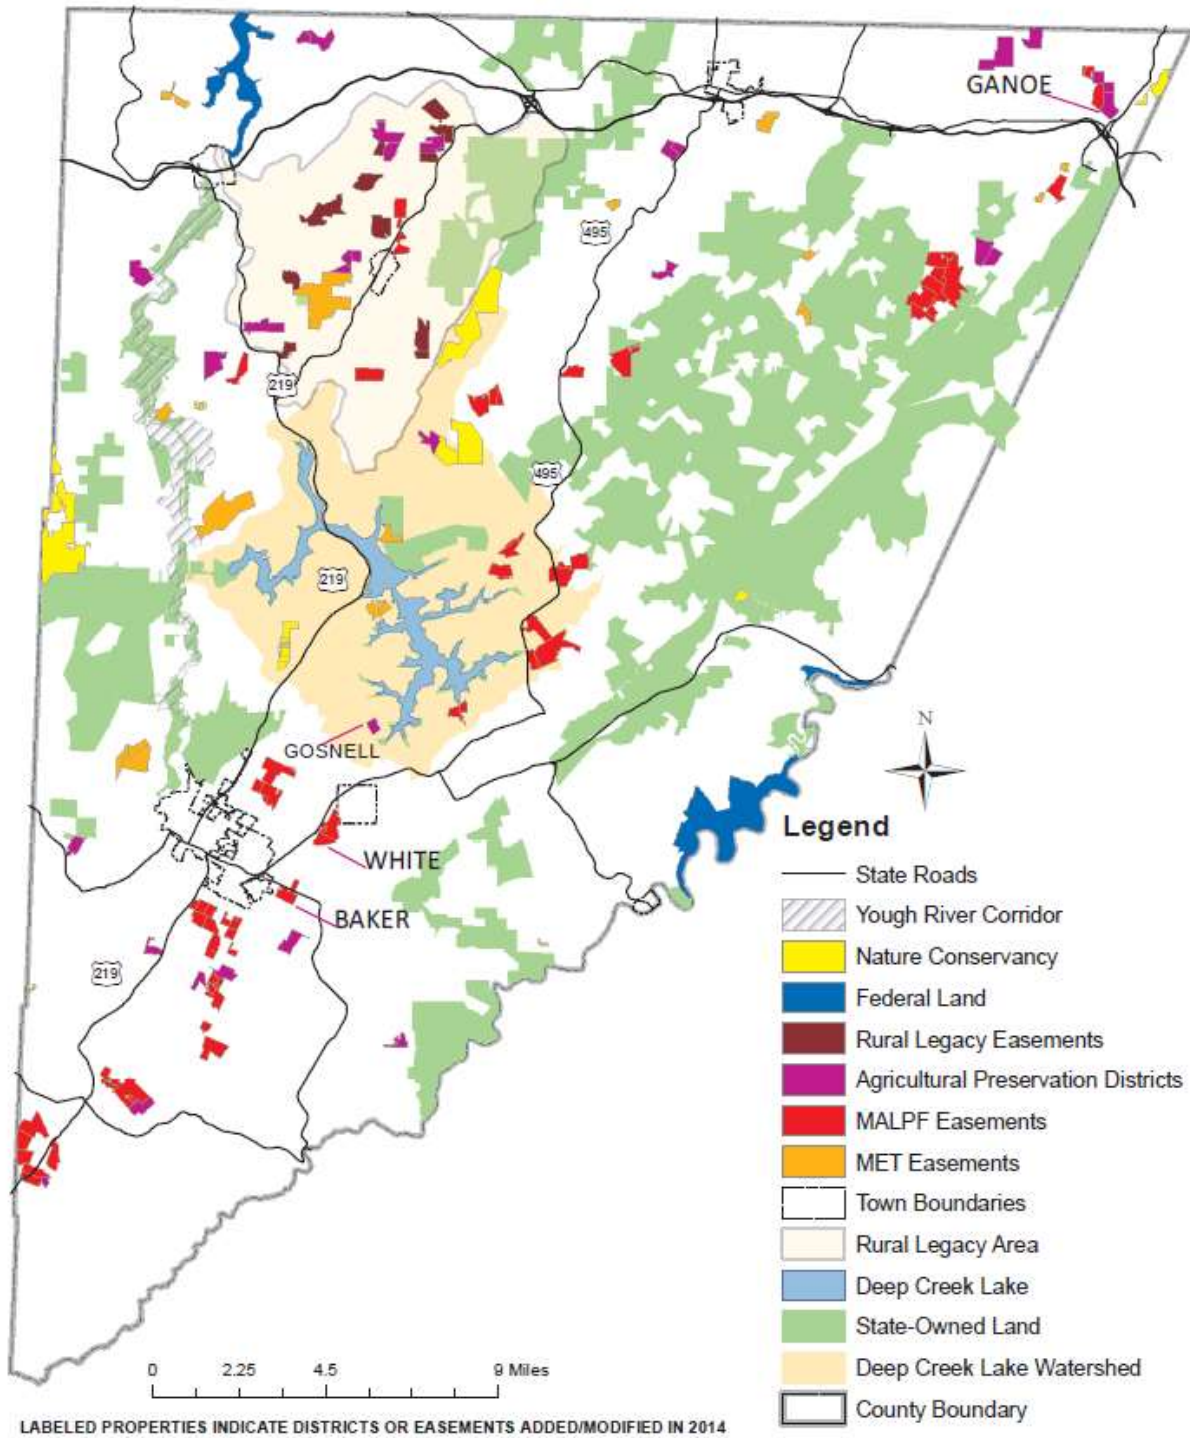 GANOE
495
219
495
219
GOSNELL
WHITE
BAKER
219
N
Legend
State Roads
Yough River Corridor
Nature Conservancy
Federal Land
Rural Legacy Easements
Agricultural Preservation Districts
MALPF Easements
MET Easements
Town Boundaries
Rural Legacy Area
Deep Creek Lake
State-Owned Land
Deep Creek Lake Watershed
County Boundary
0 2.25 4.5 9 Miles
LABELED PROPERTIES INDICATE DISTRICTS OR EASEMENTS ADDED/MODIFIED IN 2014